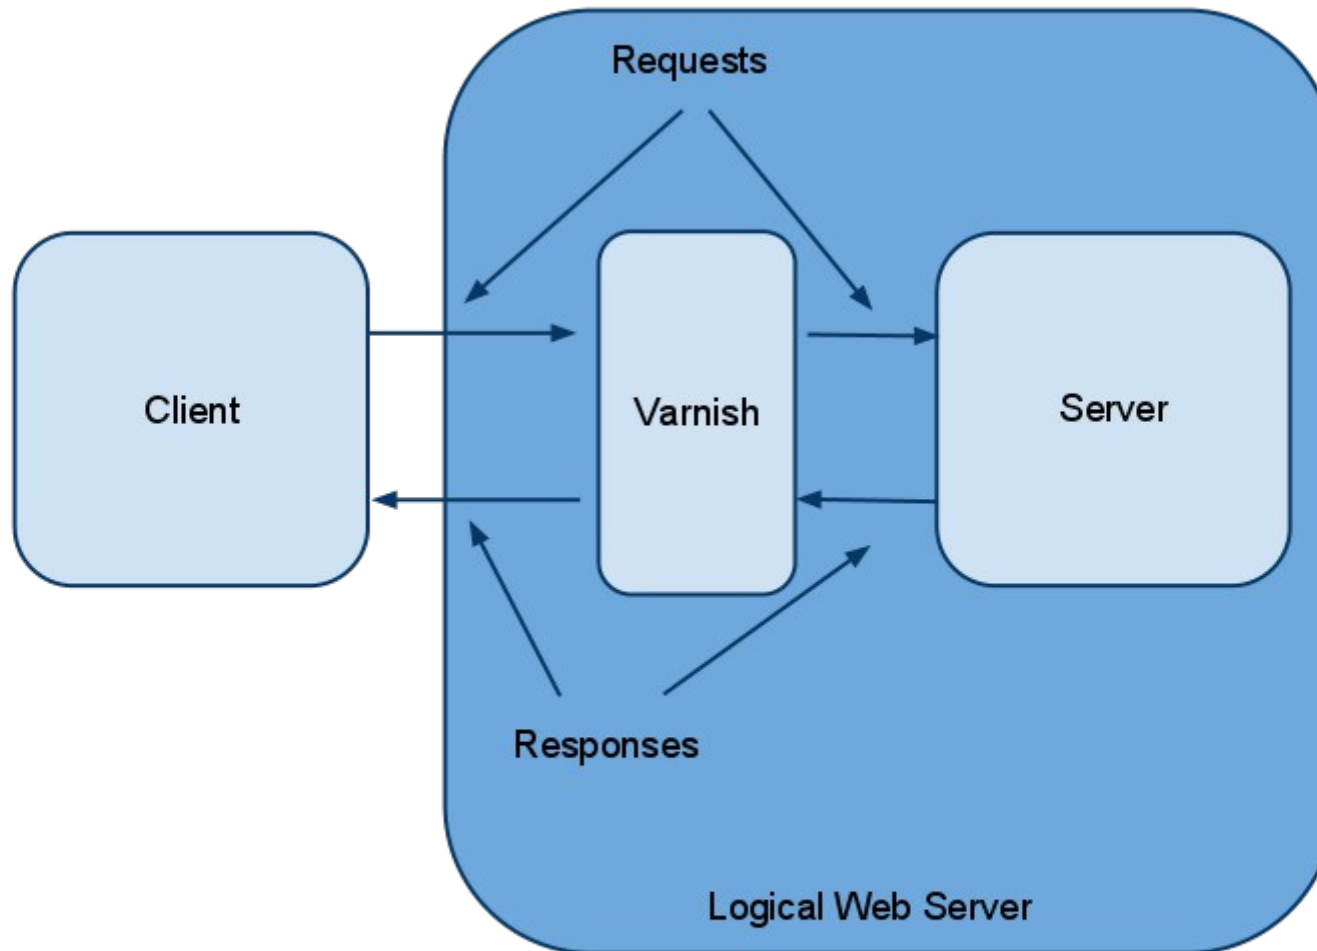 Requests
Client
Varnish
Server
Responses
Logical Web Server